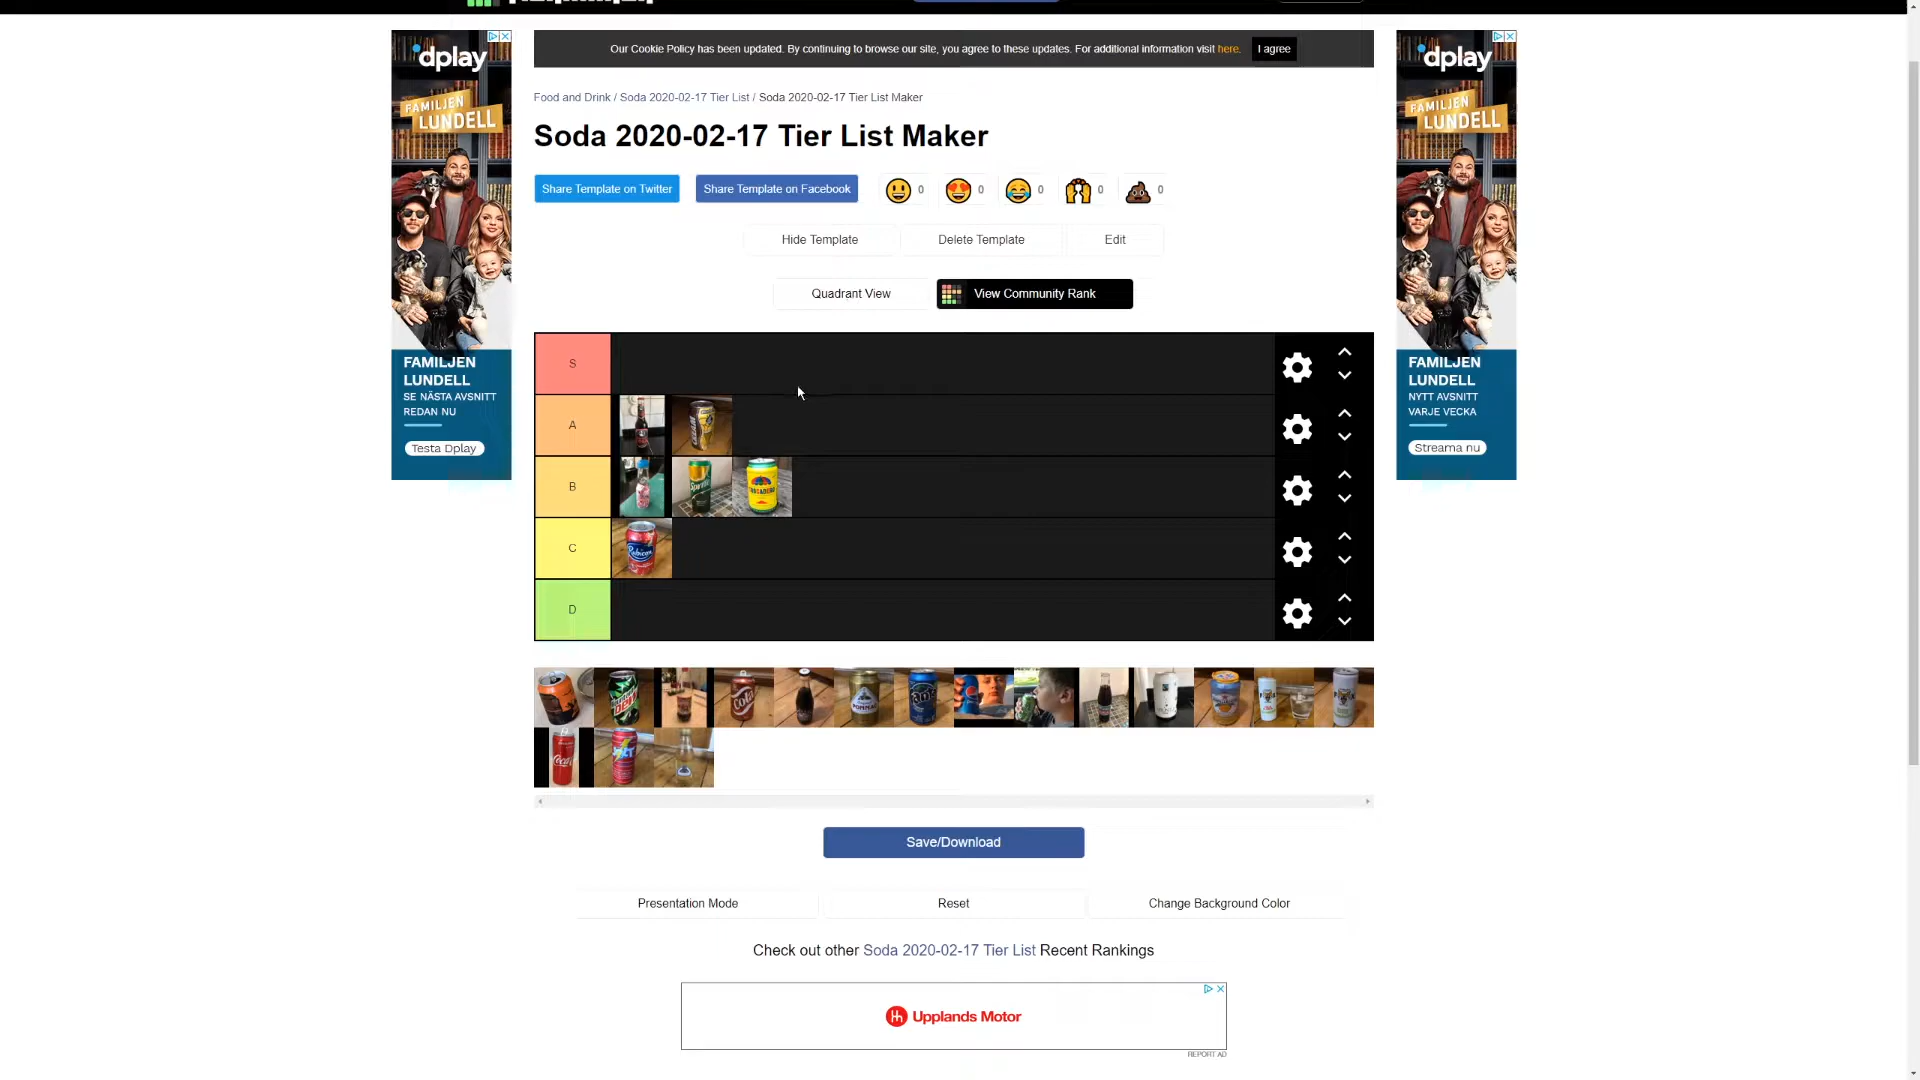 dplay
FAMILJEN
LUNDELL
FAMILJEN
LUNDELL
SE NÄSTA AVSNITT
REDAN NU
Testa Dplay
Our Cookie Policy has been updated. By continuing to browse our site, you agree to these updates. For additional information visit here. I agree
Food and Drink / Soda 2020-02-17 Tier List / Soda 2020-02-17 Tier List Maker
Soda 2020-02-17 Tier List Maker
Share Template on Twitter Share Template on Facebook 0 0 0 0 0
Hide Template Delete Template Edit
Quadrant View View Community Rank
S
A
B
Sprite
C
Rubicon
D
Cola
POMMAC
JOLT
Save/Download
Presentation Mode Reset Change Background Color
Check out other Soda 2020-02-17 Tier List Recent Rankings
Upplands Motor
REPORT AD
dplay
FAMILJEN
LUNDELL
FAMILJEN
LUNDELL
NYTT AVSNITT
VARJE VECKA
Streama nu